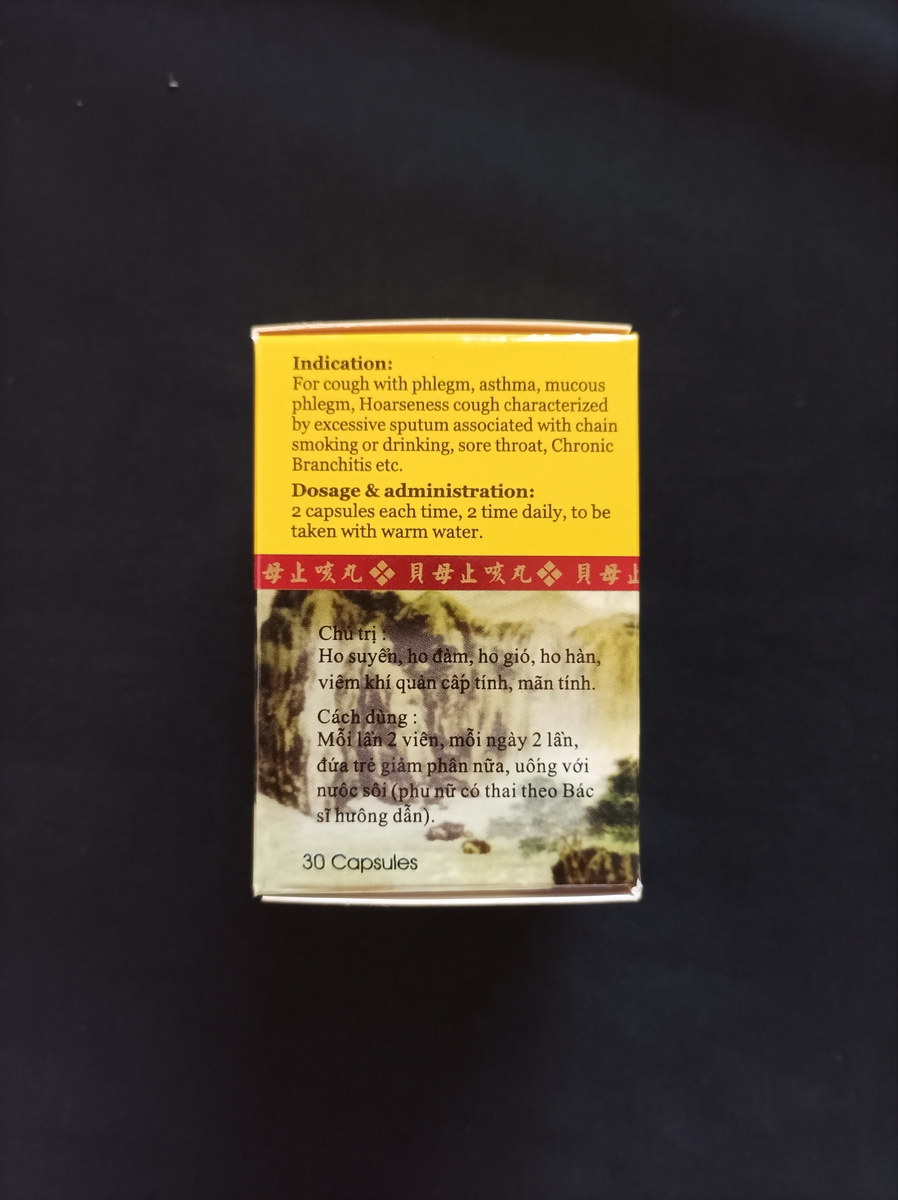 Indication:
For cough with phlegm, asthma, mucous
phlegm, Hoarseness cough characterized
by excessive sputum associated with chain
smoking or drinking, sore throat, Chronic
Branchitis etc.
Dosage & administration:
2 capsules each time, 2 time daily, to be
taken with warm water.
母止咳丸❖貝母止咳丸❖貝母止
Chủ trị :
Ho suyễn, ho đàm, ho gió, ho hàn,
viêm khí quản cấp tính, mãn tính.
Cách dùng :
Mỗi lần 2 viên, mỗi ngày 2 lần,
đứa trẻ giảm phân nữa, uống với
nước sôi (phụ nữ có thai theo Bác
sĩ hướng dẫn).
30 Capsules